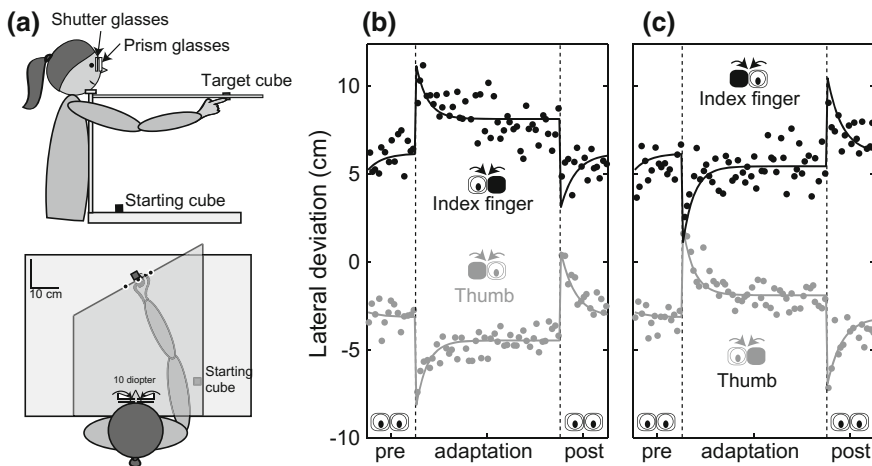 (a)
Shutter glasses
Prism glasses
Target cube
Starting cube
10 cm
10 diopter
Starting
cube
(b)
Lateral deviation (cm)
10
5
0
-5
-10
Index finger
Thumb
pre adaptation post
(c)
Index finger
Thumb
pre adaptation post